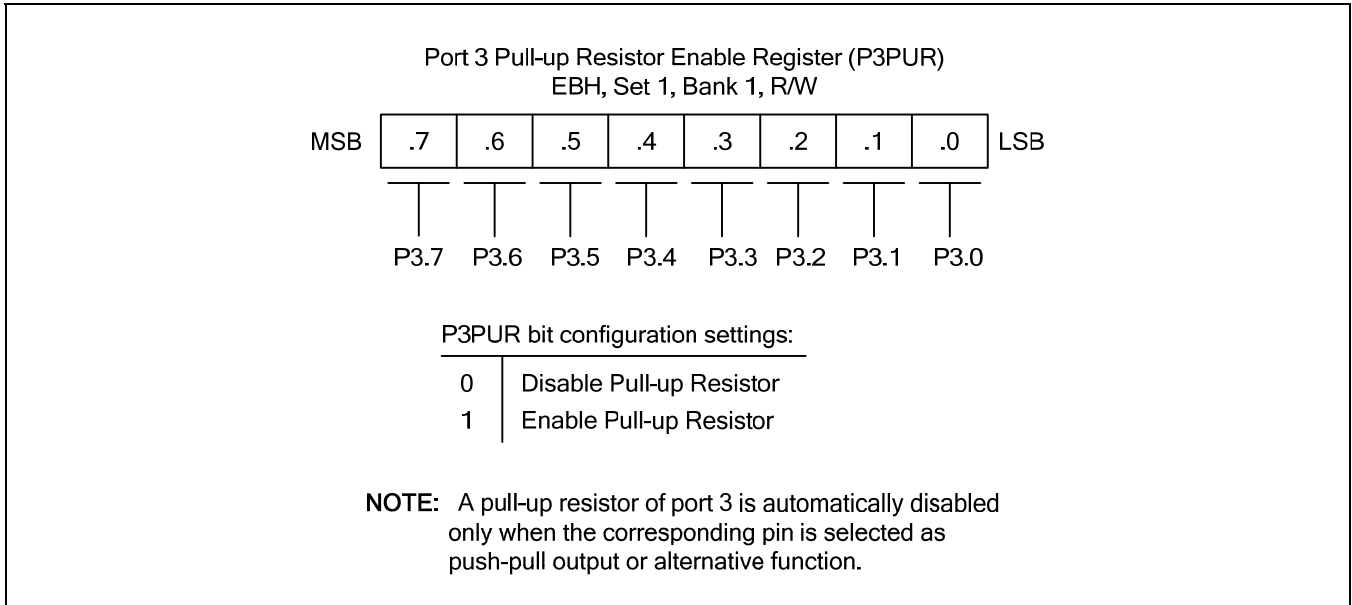 Port 3 Pull-up Resistor Enable Register (P3PUR)
EBH, Set 1, Bank 1, R/W
MSB .7 .6 .5 .4 .3 .2 .1 .0 LSB
P3.7 P3.6 P3.5 P3.4 P3.3 P3.2 P3.1 P3.0
P3PUR bit configuration settings:
0 Disable Pull-up Resistor
1 Enable Pull-up Resistor
NOTE: A pull-up resistor of port 3 is automatically disabled
only when the corresponding pin is selected as
push-pull output or alternative function.